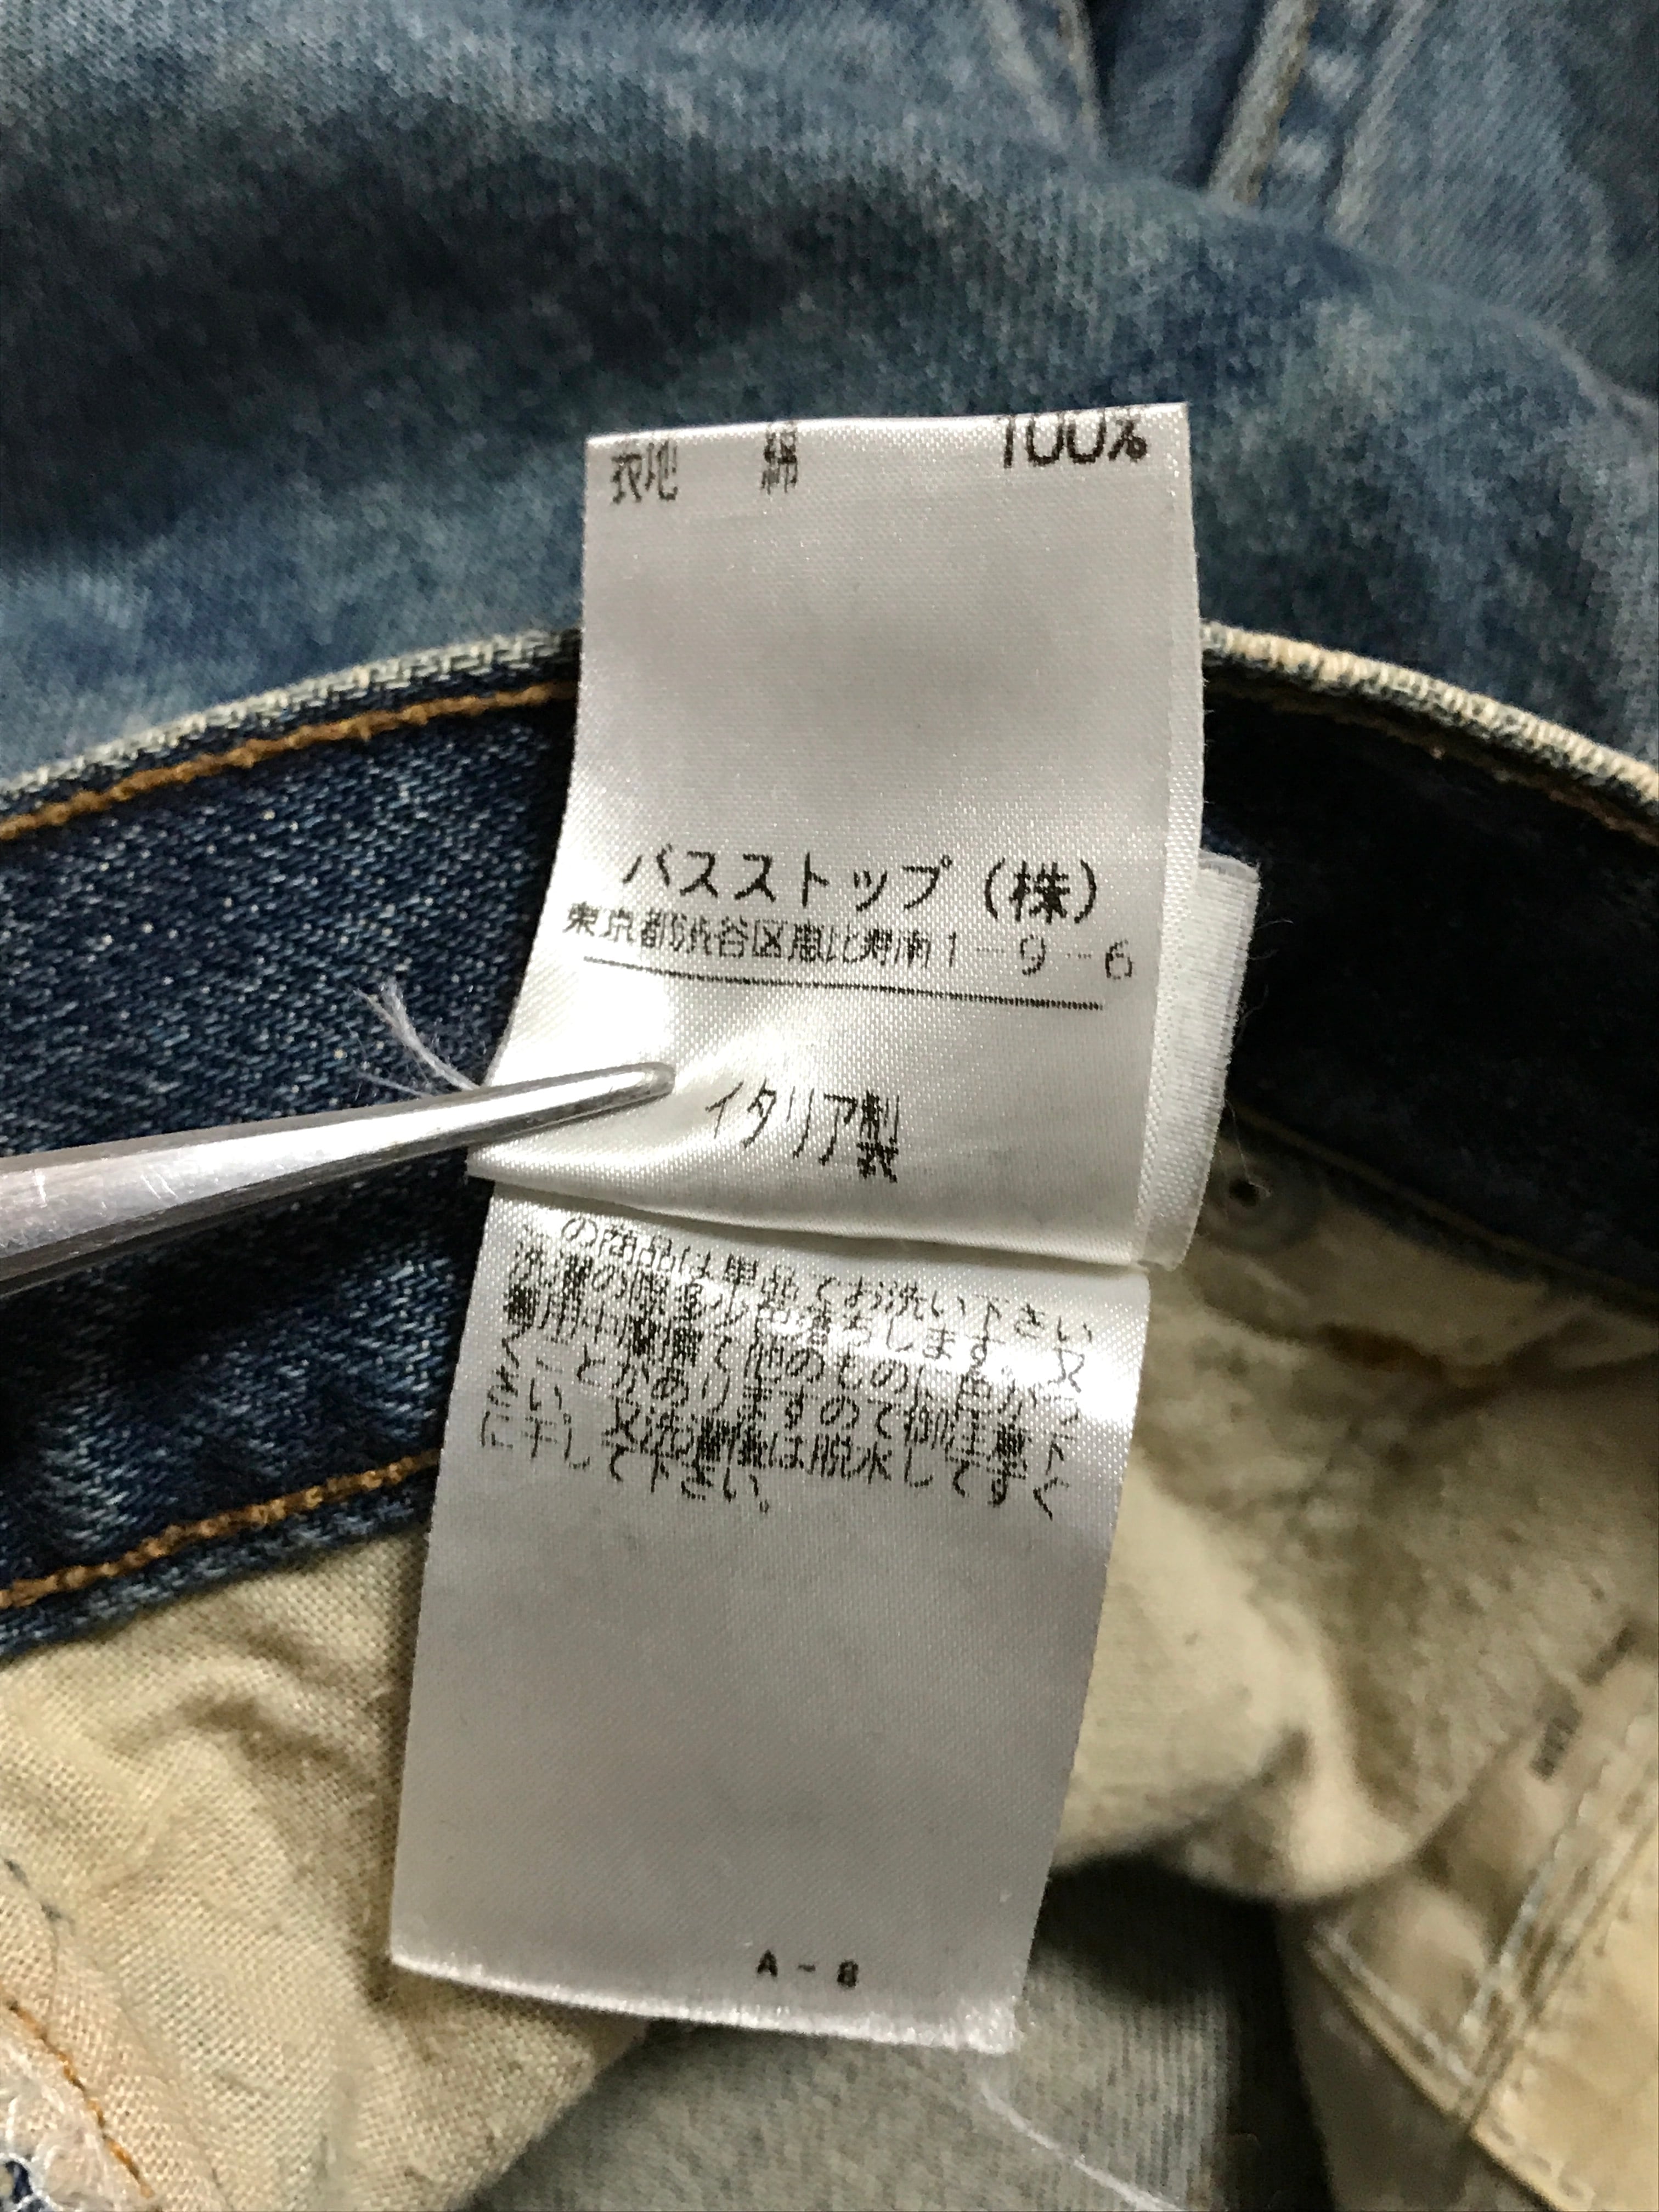 表地 綿 100%
バスストップ(株)
東京都渋谷区恵比寿南1-9-6
イタリア製
この商品は単品でお洗い下さい
洗濯の際多少色落ちします。又
着用中摩擦で他のものに色がつ
くことがありますので御注意下
さい。又洗濯後は脱水してすぐ
に干して下さい。
A-8